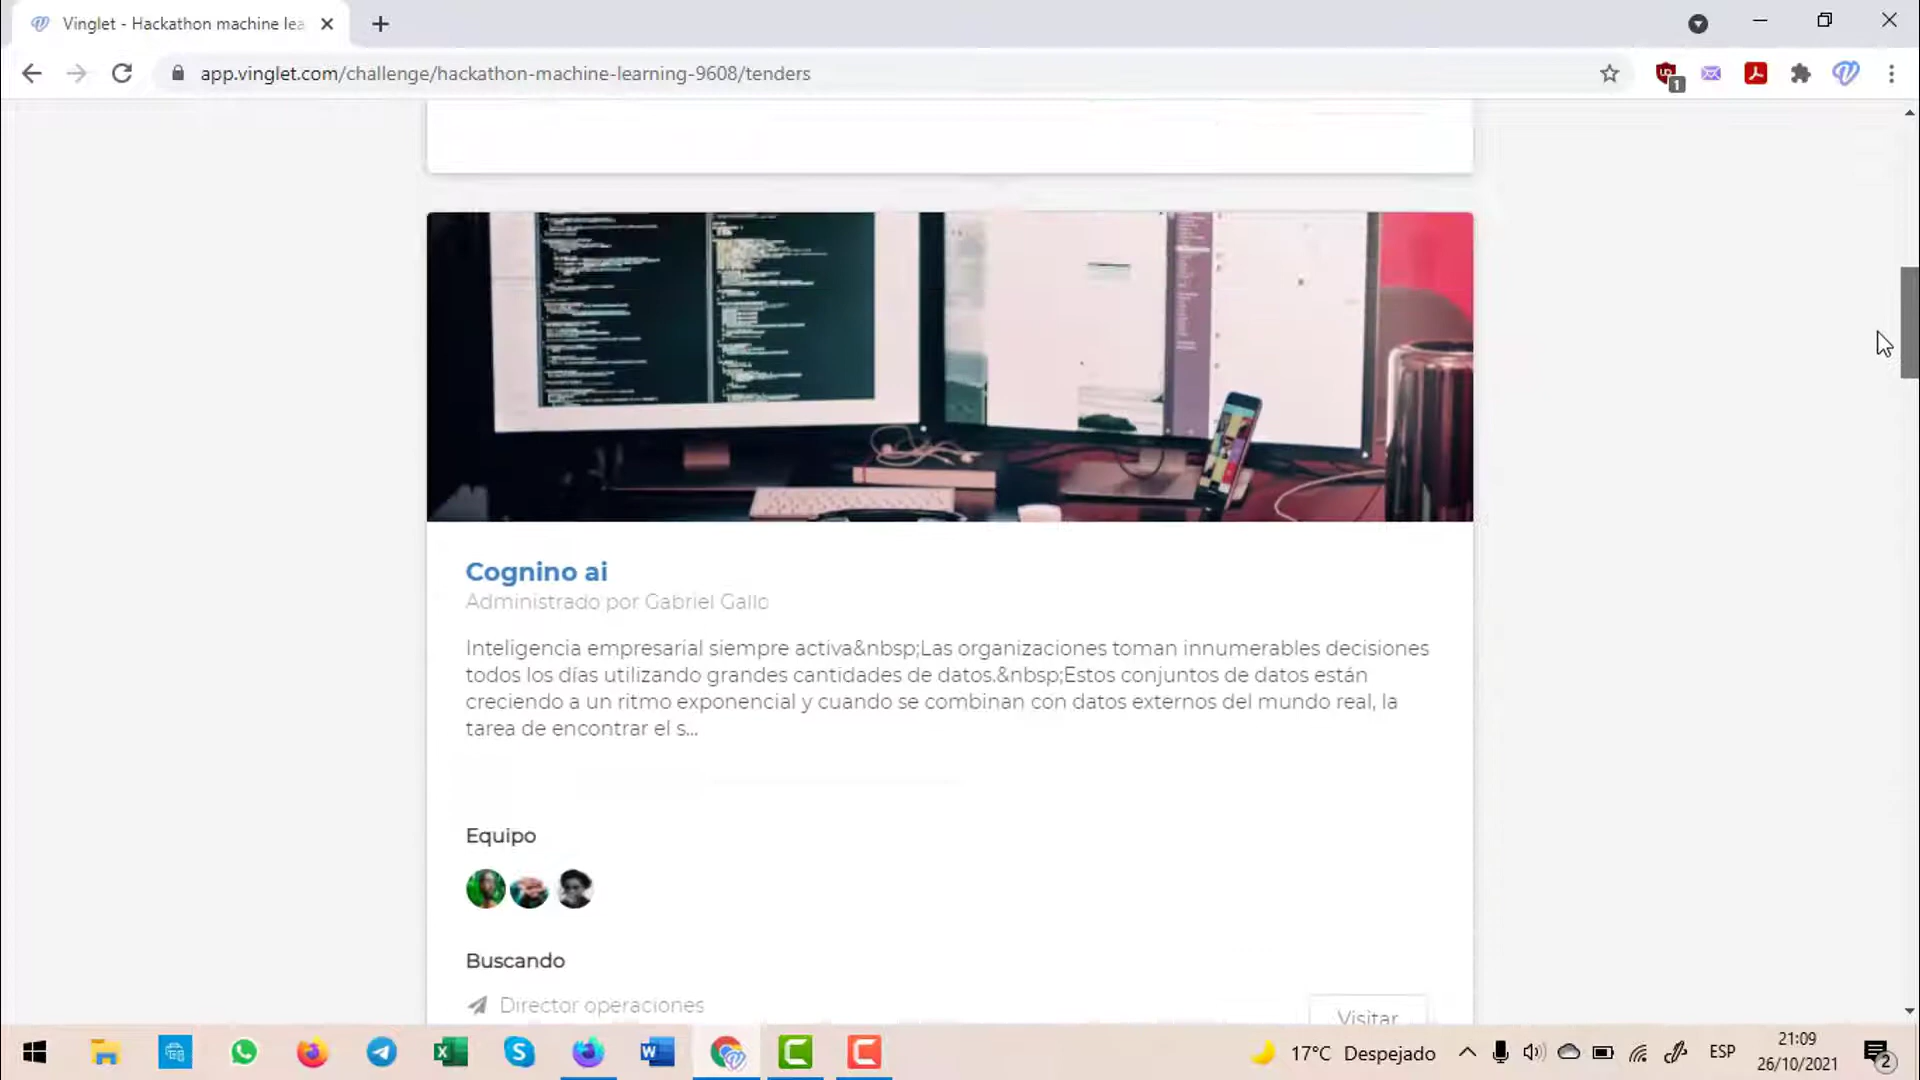 Vinglet - Hackathon machine lea
app.vinglet.com/challenge/hackathon-machine-learning-9608/tenders
1
Cognino ai
Administrado por Gabriel Gallo
Inteligencia empresarial siempre activa&nbsp;Las organizaciones toman innumerables decisiones
todos los días utilizando grandes cantidades de datos.&nbsp;Estos conjuntos de datos están
creciendo a un ritmo exponencial y cuando se combinan con datos externos del mundo real, la
tarea de encontrar el s...
Equipo
Buscando
Director operaciones
Visitar
17°C Despejado
ESP
21:09
26/10/2021
2